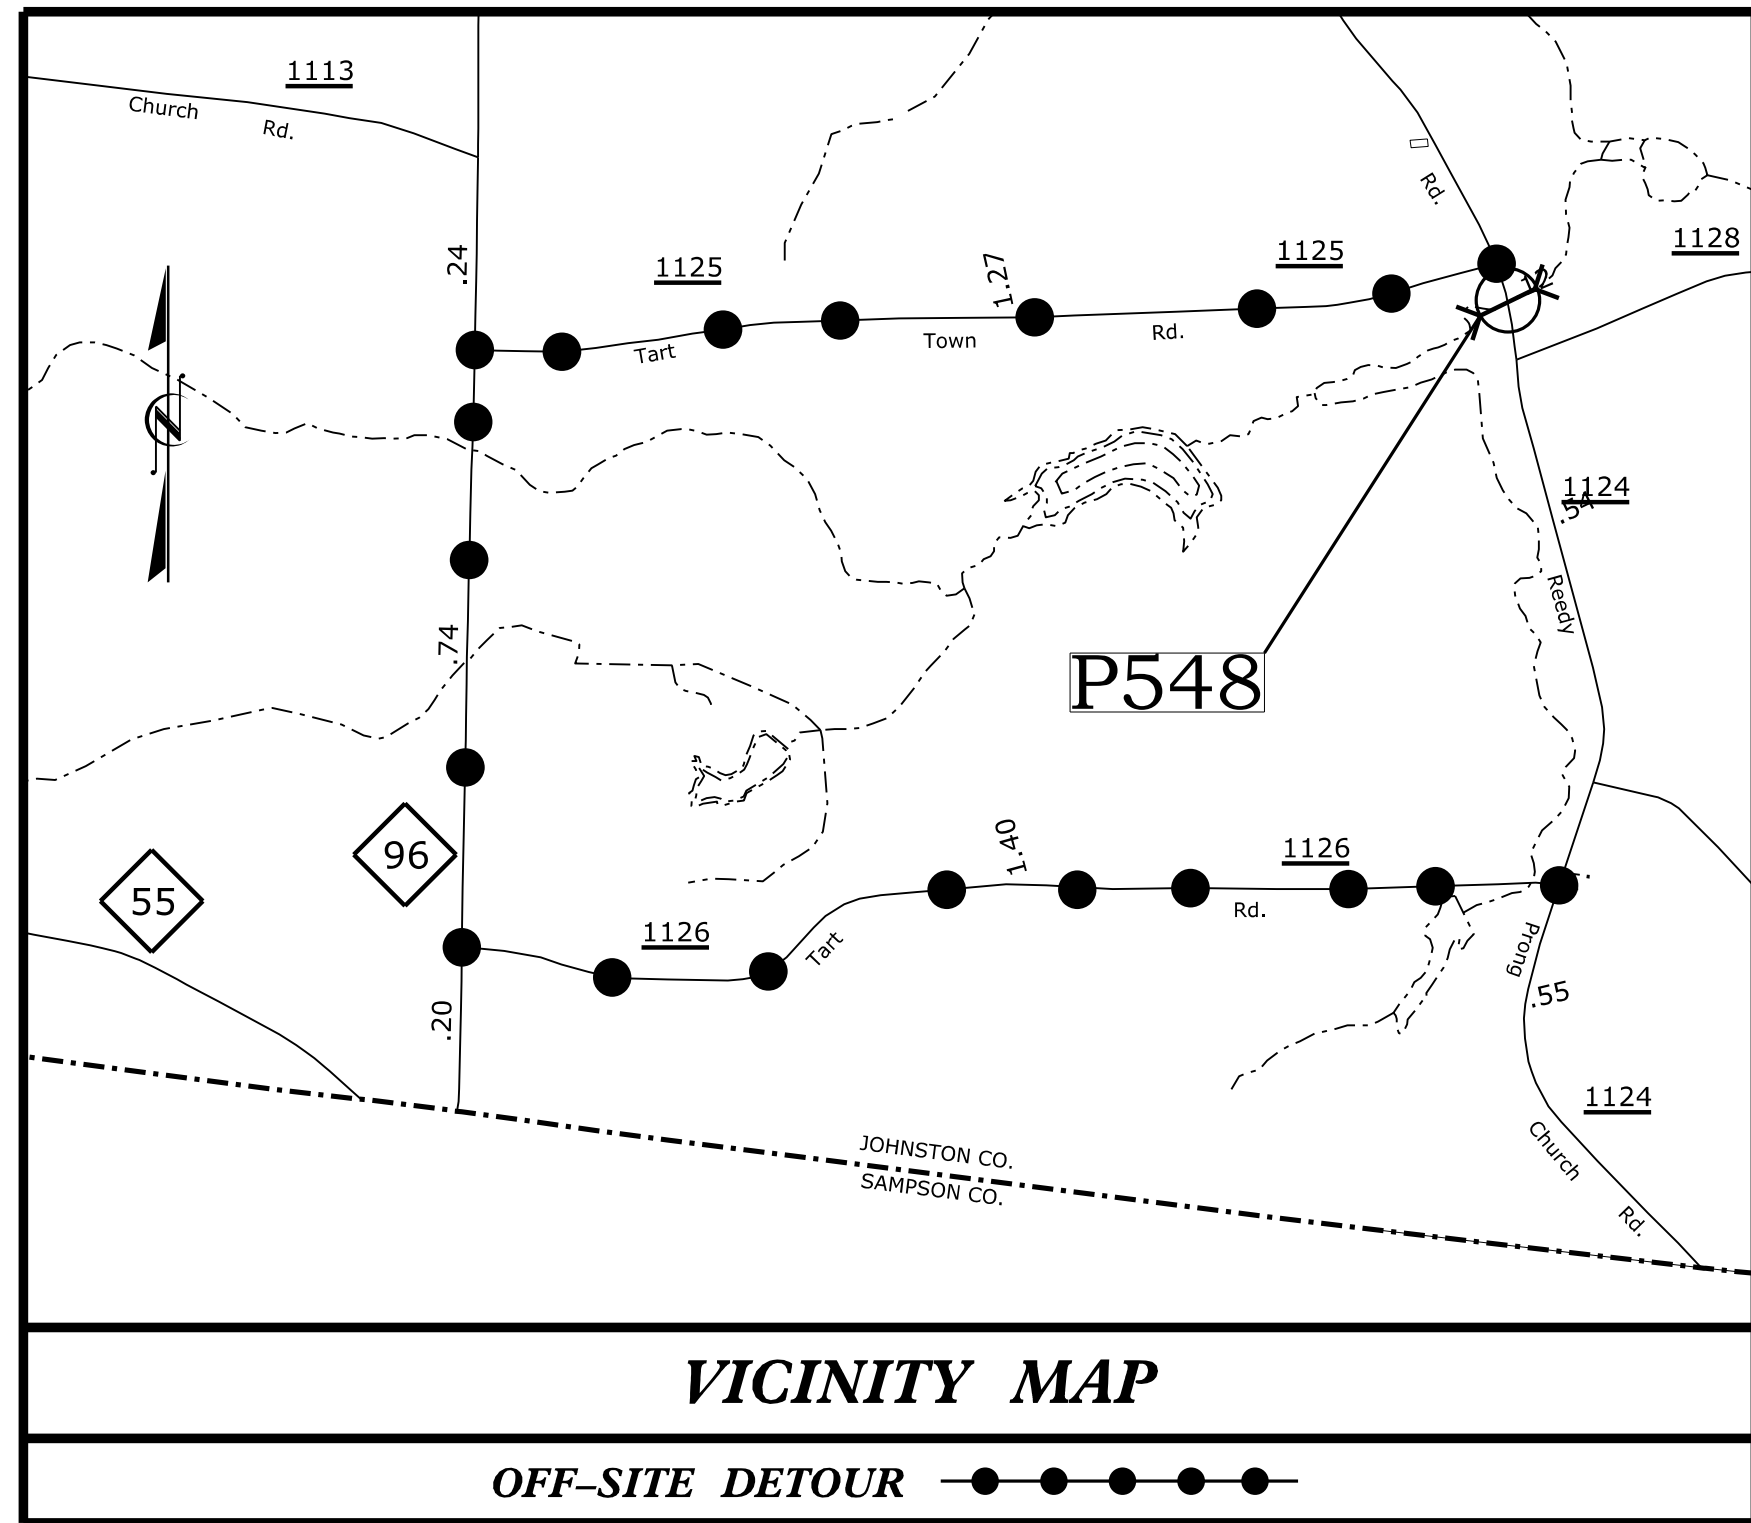 1113
Church Rd.
.24
1125
1.27
1125
Rd.
1128
.12
Tart Town Rd.
1124
.54
Reedy
.74
P548
96
55
1.40
1126
1126
Tart Rd.
Prong
.55
.20
1124
Church Rd.
JOHNSTON CO.
SAMPSON CO.
VICINITY MAP
OFF–SITE DETOUR